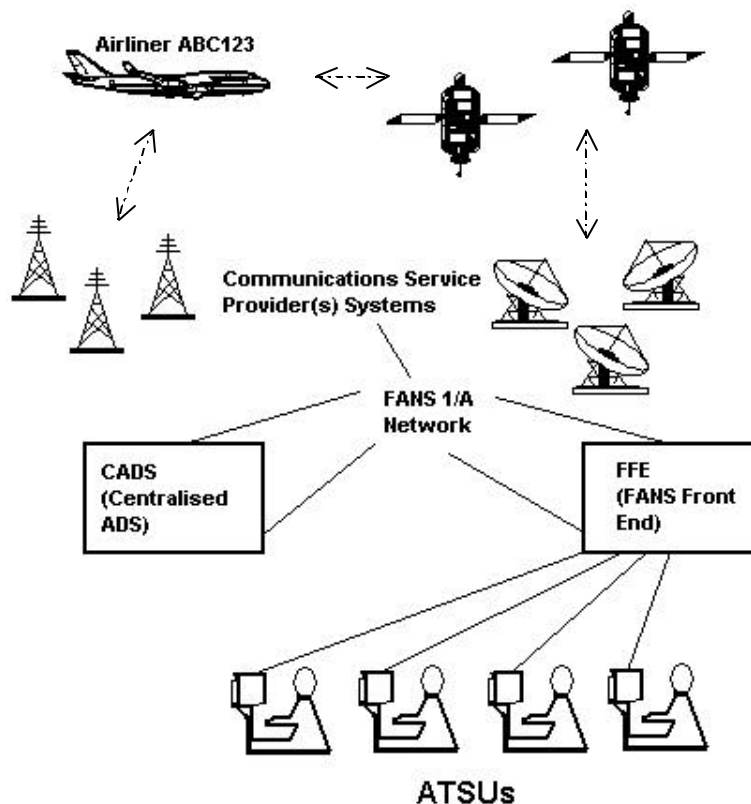 Airliner ABC123
Communications Service
Provider(s) Systems
FANS 1/A
Network
CADS
(Centralised
ADS)
FFE
(FANS Front
End)
ATSUs